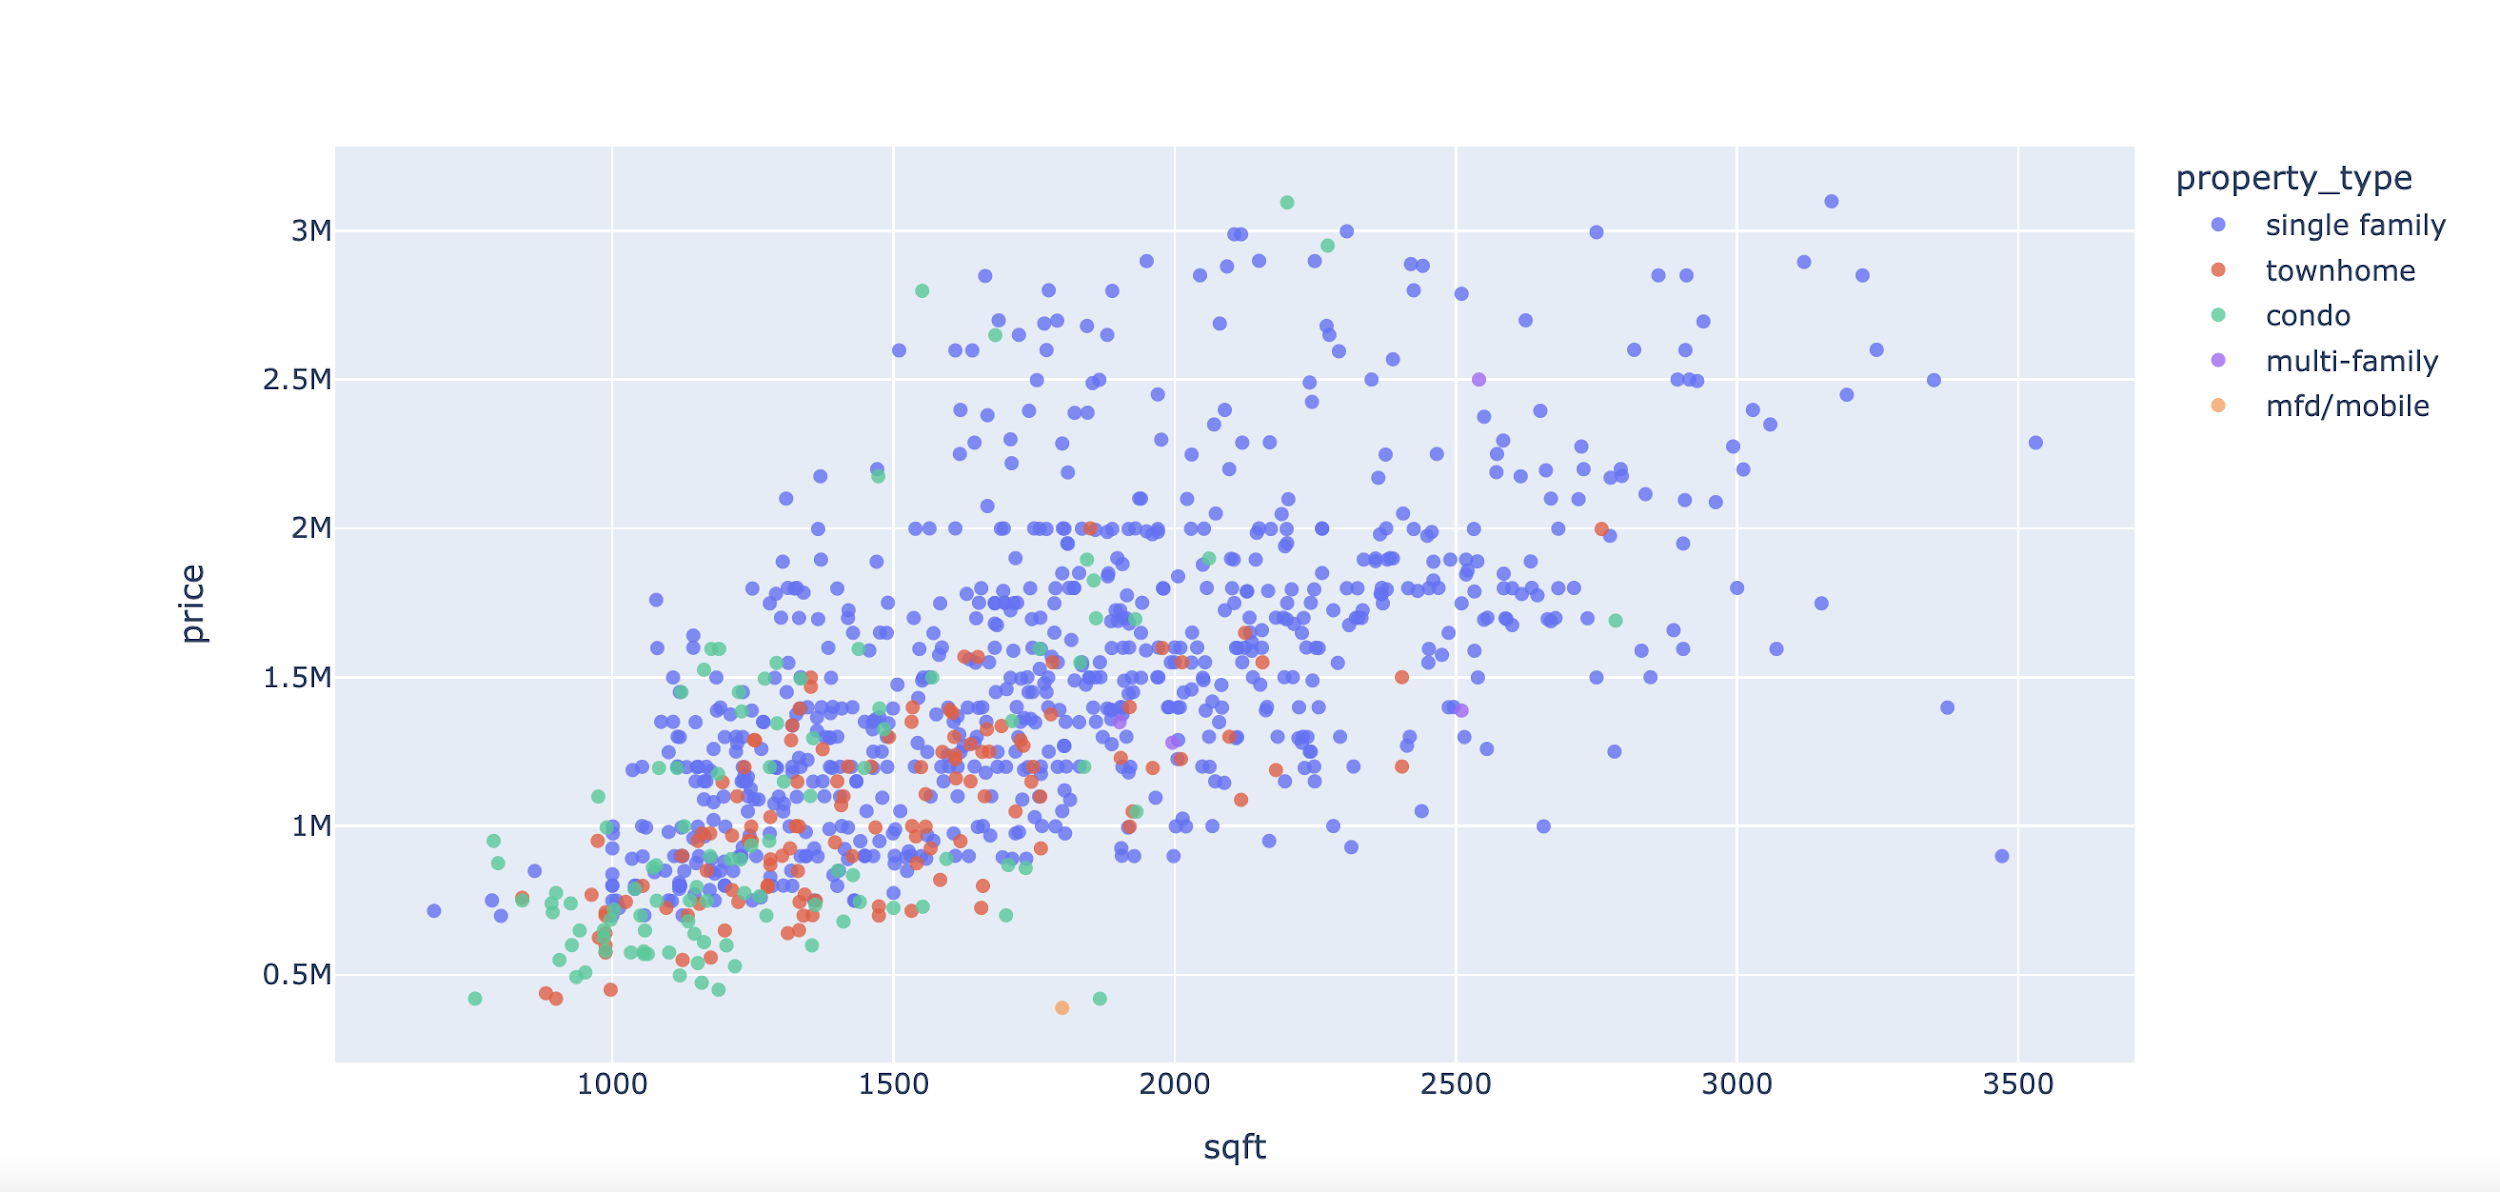 property_type
single family
townhome
condo
multi-family
mfd/mobile
3M
2.5M
2M
1.5M
1M
0.5M
price
1000 1500 2000 2500 3000 3500
sqft